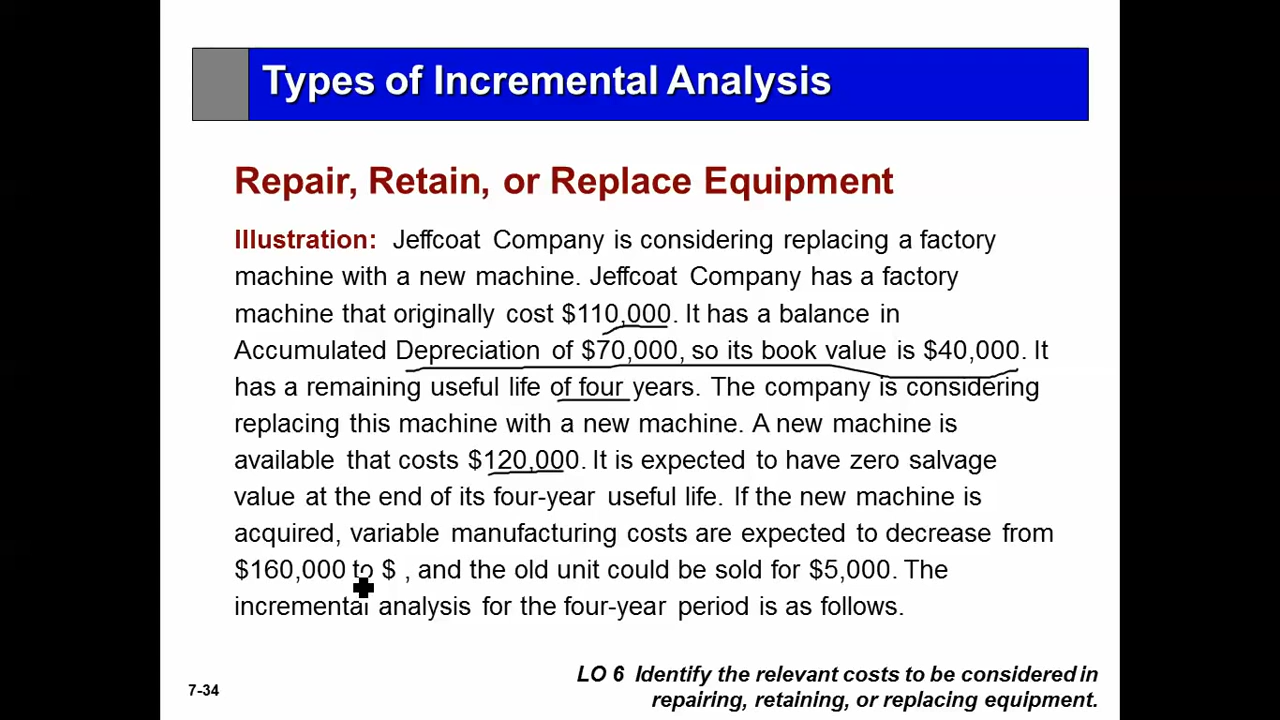 Types of Incremental Analysis
Repair, Retain, or Replace Equipment
Illustration: Jeffcoat Company is considering replacing a factory
machine with a new machine. Jeffcoat Company has a factory
machine that originally cost $110,000. It has a balance in
Accumulated Depreciation of $70,000, so its book value is $40,000. It
has a remaining useful life of four years. The company is considering
replacing this machine with a new machine. A new machine is
available that costs $120,000. It is expected to have zero salvage
value at the end of its four-year useful life. If the new machine is
acquired, variable manufacturing costs are expected to decrease from
$160,000 to $ , and the old unit could be sold for $5,000. The
incremental analysis for the four-year period is as follows.
LO 6 Identify the relevant costs to be considered in
7-34
repairing, retaining, or replacing equipment.